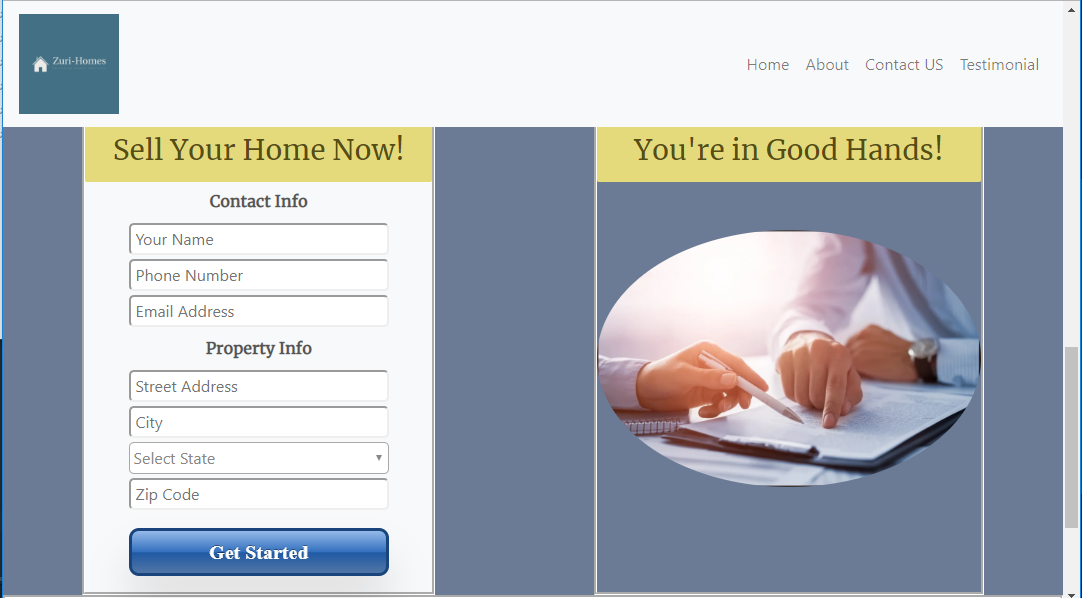 Zuri-Homes
Home About Contact US Testimonial
Sell Your Home Now!
Contact Info
Your Name
Phone Number
Email Address
Property Info
Street Address
City
Select State
Zip Code
Get Started
You're in Good Hands!